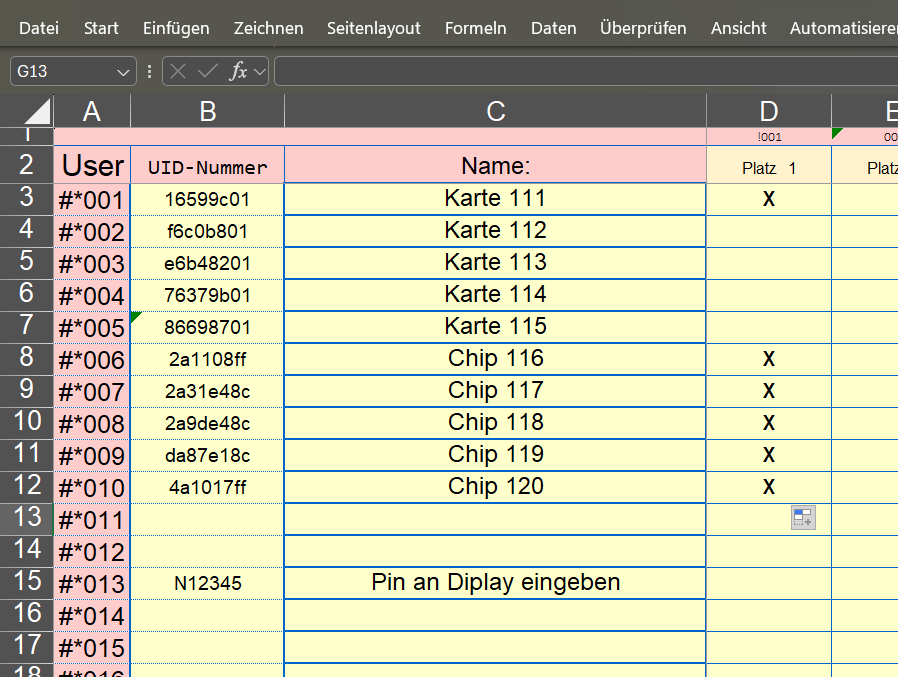 Datei Start Einfügen Zeichnen Seitenlayout Formeln Daten Überprüfen Ansicht Automatisieren
G13 fx
A B C D E
1 !001 00
2 User UID-Nummer Name: Platz 1 Platz
3 #*001 16599c01 Karte 111 X
4 #*002 f6c0b801 Karte 112
5 #*003 e6b48201 Karte 113
6 #*004 76379b01 Karte 114
7 #*005 86698701 Karte 115
8 #*006 2a1108ff Chip 116 X
9 #*007 2a31e48c Chip 117 X
10 #*008 2a9de48c Chip 118 X
11 #*009 da87e18c Chip 119 X
12 #*010 4a1017ff Chip 120 X
13 #*011
14 #*012
15 #*013 N12345 Pin an Diplay eingeben
16 #*014
17 #*015
18 #*016